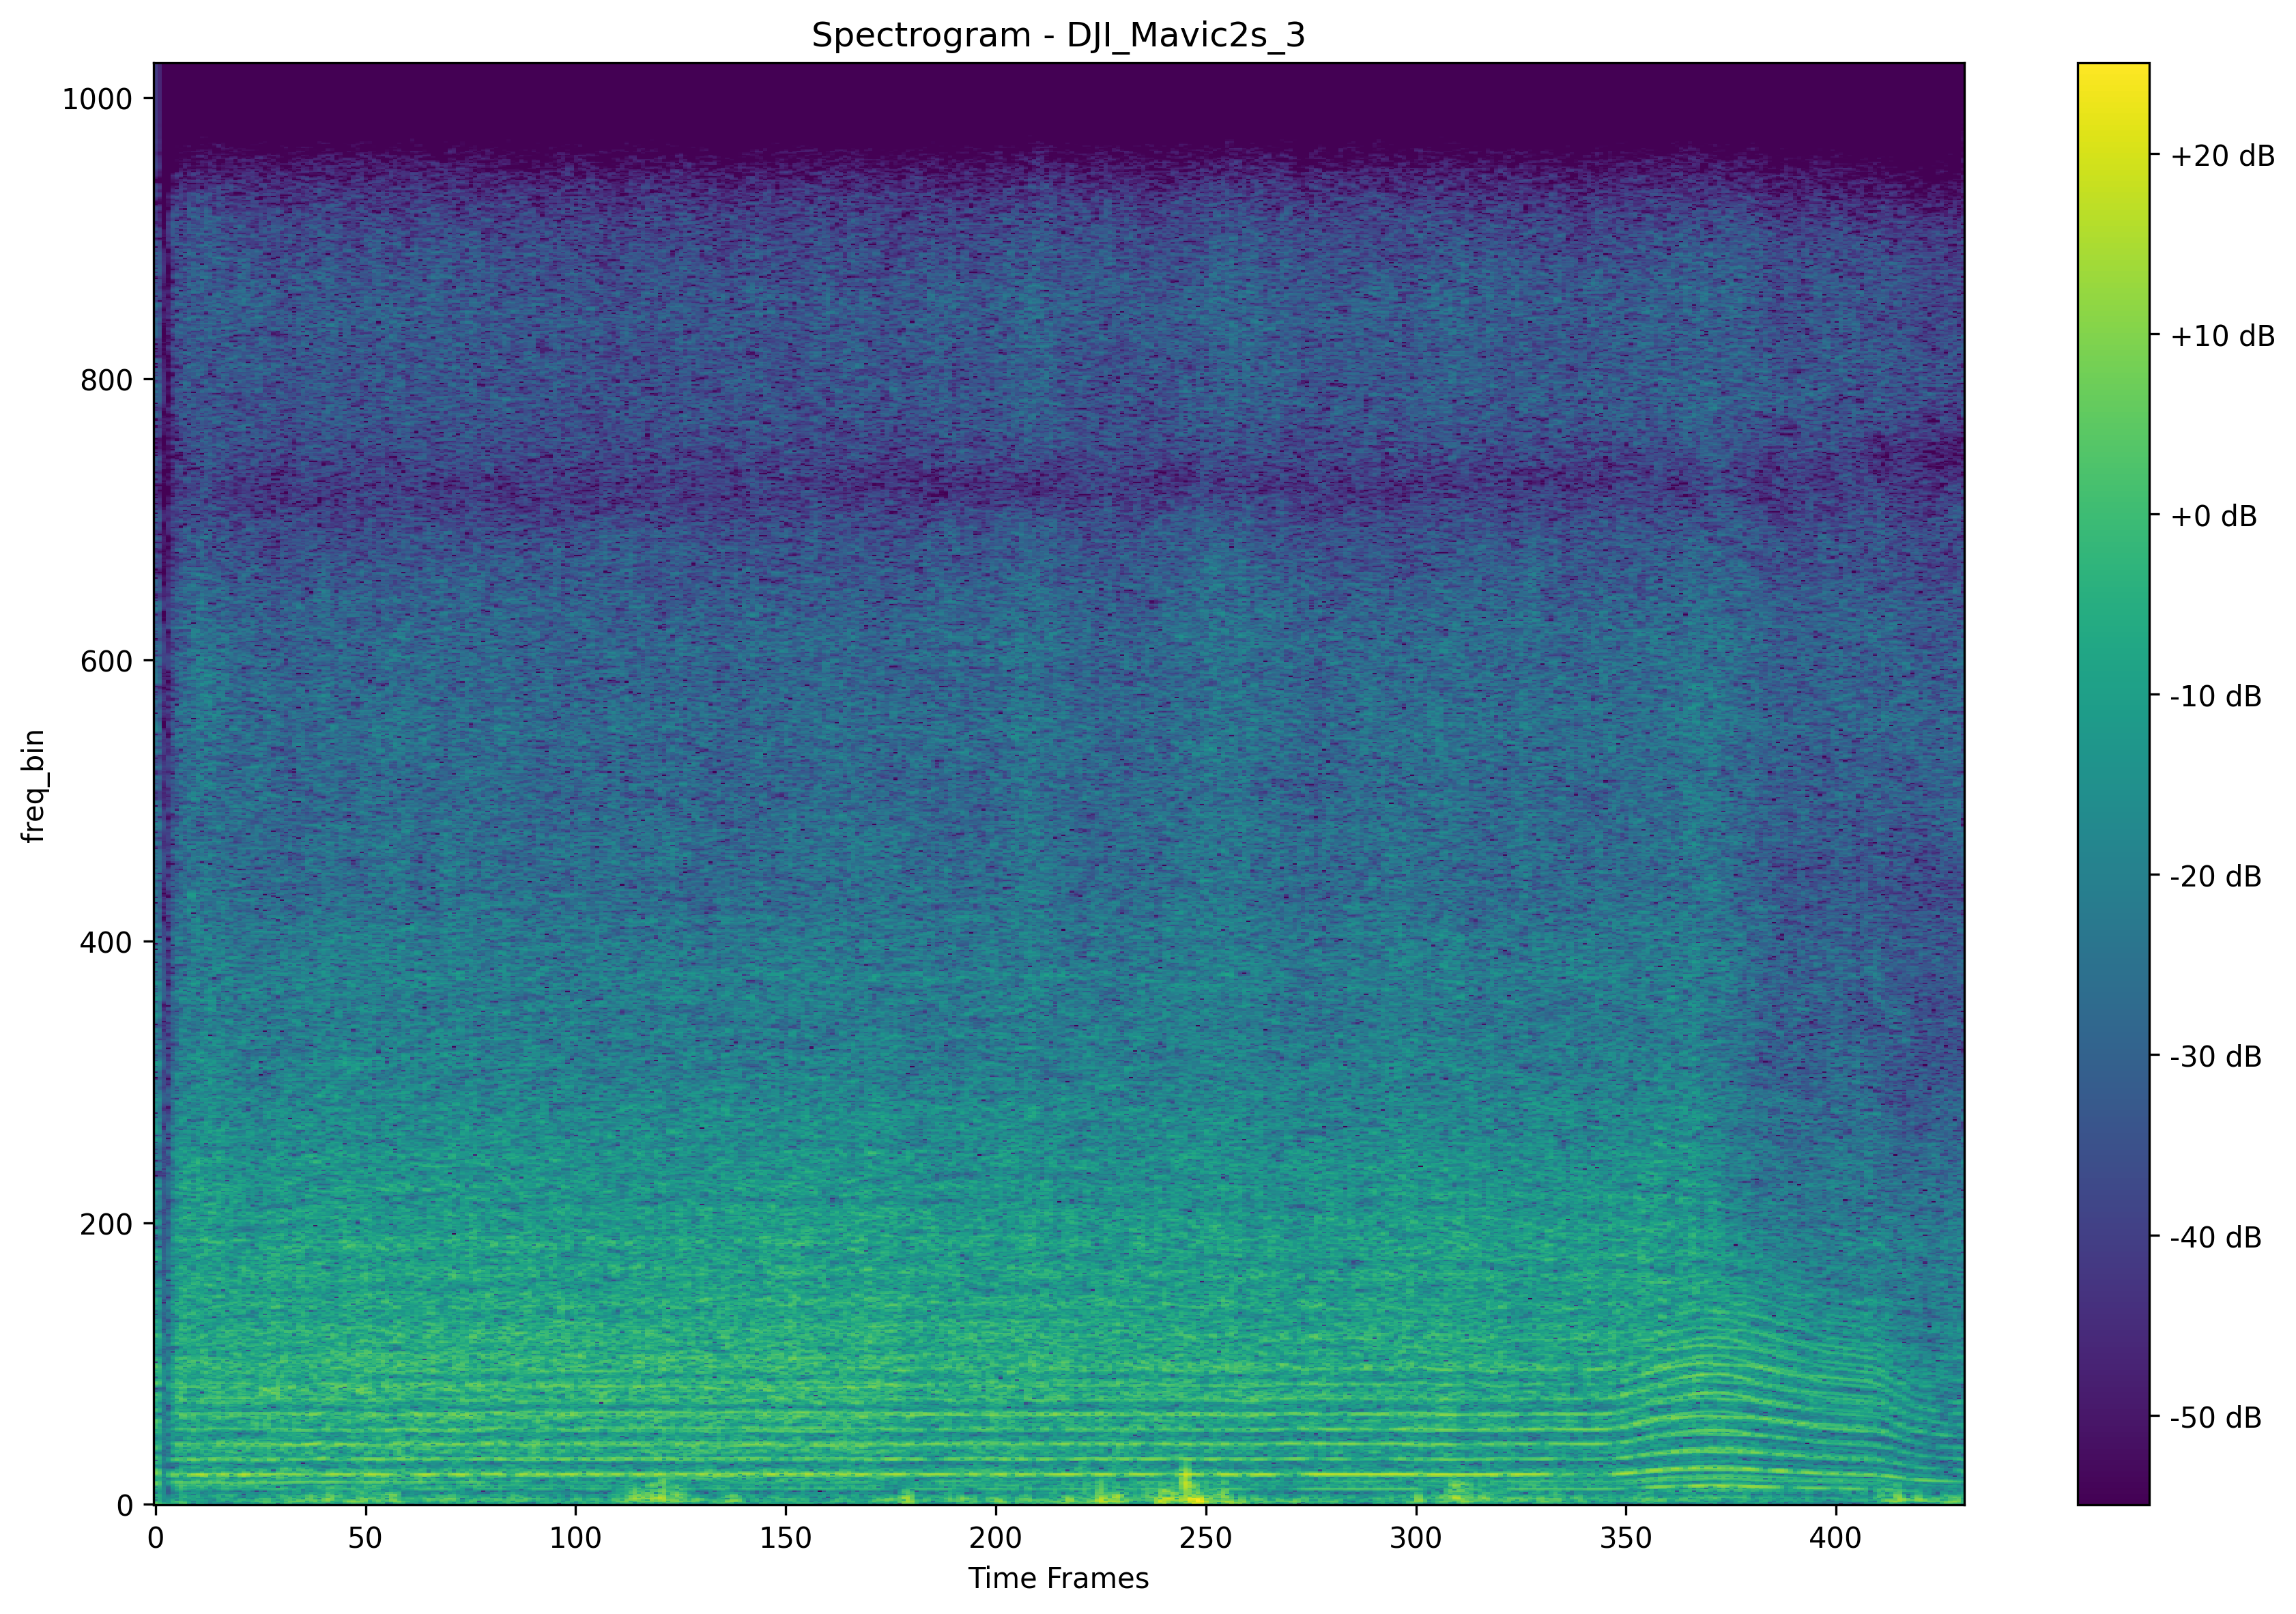 Spectrogram - DJI_Mavic2s_3
1000
800
600
400
200
0
freq_bin
0 50 100 150 200 250 300 350 400
Time Frames
+20 dB
+10 dB
+0 dB
-10 dB
-20 dB
-30 dB
-40 dB
-50 dB